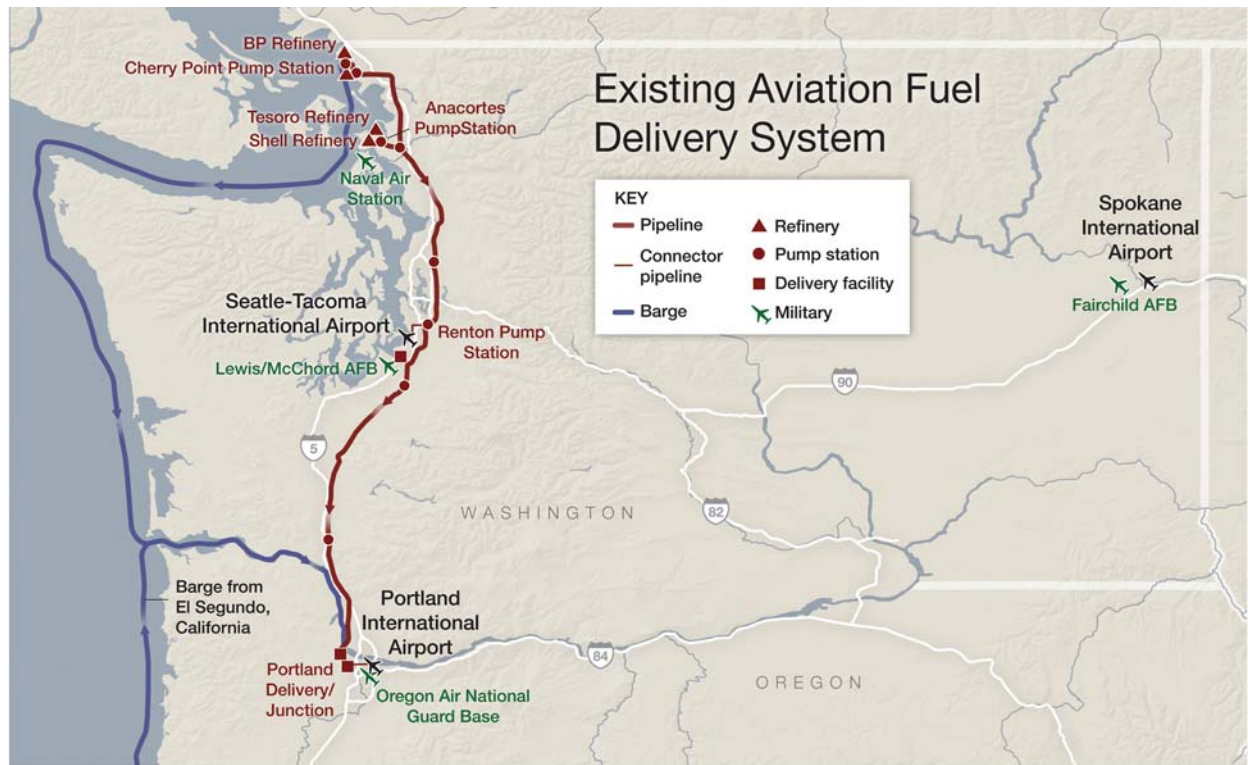 Existing Aviation Fuel
Delivery System
BP Refinery
Cherry Point Pump Station
Tesoro Refinery
Shell Refinery
Anacortes
PumpStation
Naval Air
Station
KEY
Pipeline
Connector
pipeline
Barge
Refinery
Pump station
Delivery facility
Military
Spokane
International
Airport
Fairchild AFB
Seatle-Tacoma
International Airport
Renton Pump
Station
Lewis/McChord AFB
90
5
82
WASHINGTON
Barge from
El Segundo,
California
Portland
International
Airport
84
Portland
Delivery/
Junction
Oregon Air National
Guard Base
OREGON